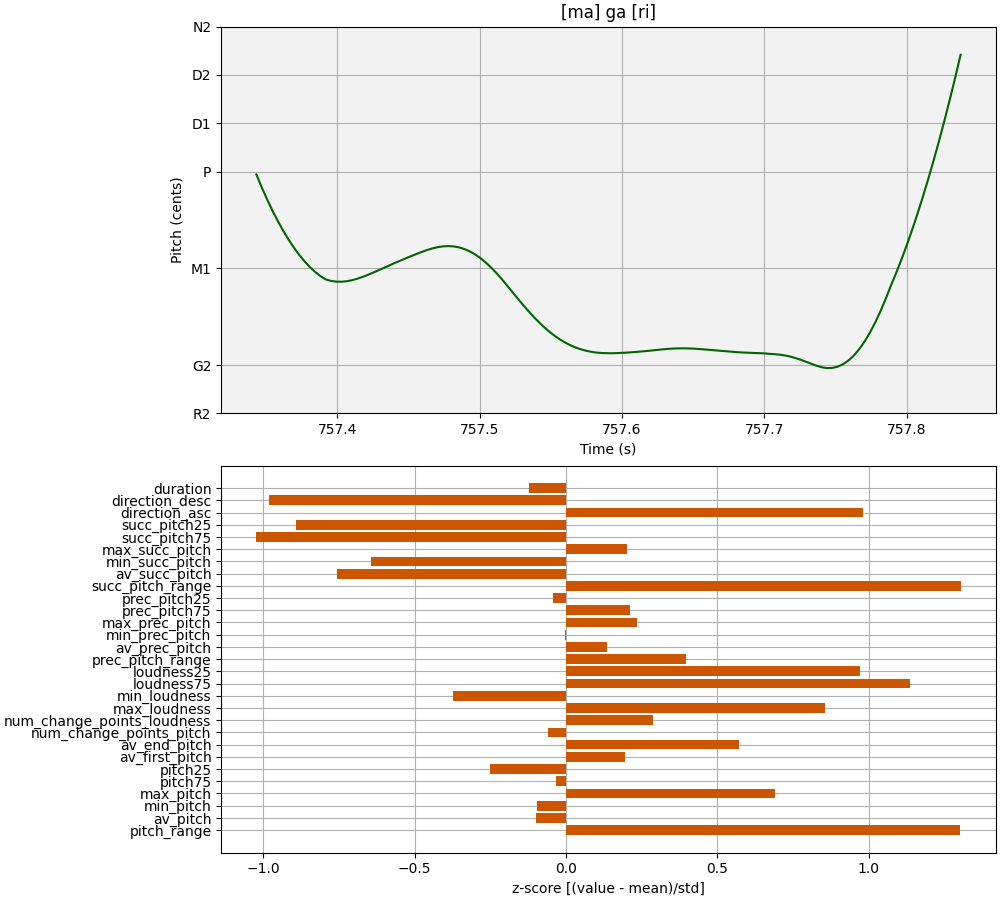 [ma] ga [ri]
N2
D2
D1
P
M1
G2
R2
Pitch (cents)
757.4 757.5 757.6 757.7 757.8
Time (s)
duration
direction_desc
direction_asc
succ_pitch25
succ_pitch75
max_succ_pitch
min_succ_pitch
av_succ_pitch
succ_pitch_range
prec_pitch25
prec_pitch75
max_prec_pitch
min_prec_pitch
av_prec_pitch
prec_pitch_range
loudness25
loudness75
min_loudness
max_loudness
num_change_points_loudness
num_change_points_pitch
av_end_pitch
av_first_pitch
pitch25
pitch75
max_pitch
min_pitch
av_pitch
pitch_range
−1.0 −0.5 0.0 0.5 1.0
z-score [(value - mean)/std]